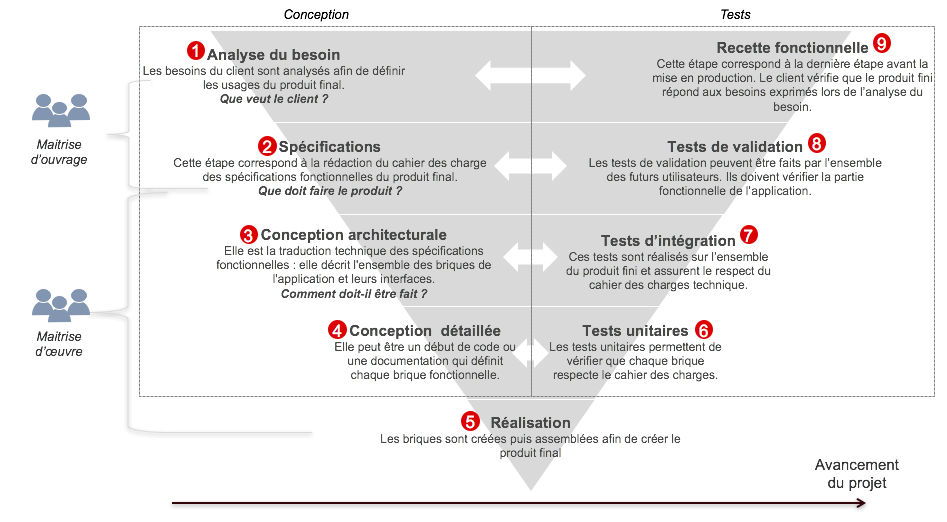 Conception
Tests
1 Analyse du besoin
Les besoins du client sont analysés afin de définir
les usages du produit final.
Que veut le client ?
Recette fonctionnelle 9
Cette étape correspond à la dernière étape avant la
mise en production. Le client vérifie que le produit fini
répond aux besoins exprimés lors de l'analyse du
besoin.
Maitrise
d'ouvrage
2 Spécifications
Cette étape correspond à la rédaction du cahier des charge
des spécifications fonctionnelles du produit final.
Que doit faire le produit ?
Tests de validation 8
Les tests de validation peuvent être faits par l'ensemble
des futurs utilisateurs. Ils doivent vérifier la partie
fonctionnelle de l'application.
3 Conception architecturale
Elle est la traduction technique des spécifications
fonctionnelles : elle décrit l'ensemble des briques de
l'application et leurs interfaces.
Comment doit-il être fait ?
Tests d'intégration 7
Ces tests sont réalisés sur l'ensemble
du produit fini et assurent le respect du
cahier des charges technique.
Maitrise
d'œuvre
4 Conception détaillée
Elle peut être un début de code ou
une documentation qui définit
chaque brique fonctionnelle.
Tests unitaires 6
Les tests unitaires permettent de
vérifier que chaque brique
respecte le cahier des charges.
5 Réalisation
Les briques sont créées puis assemblées afin de créer le
produit final
Avancement
du projet